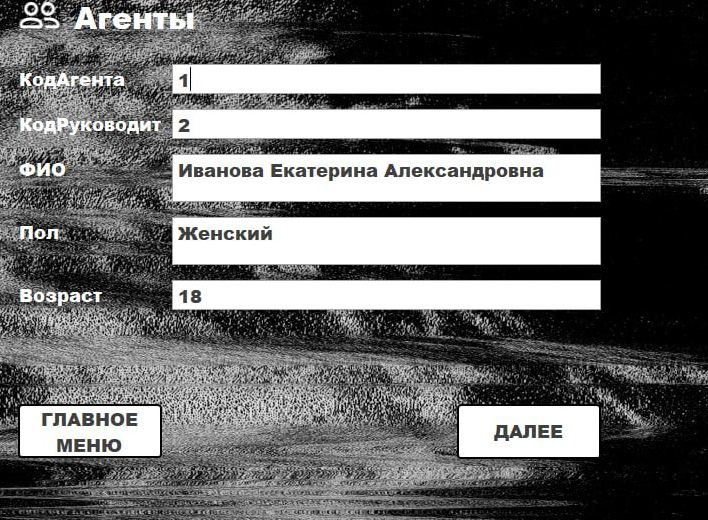 Агенты
КодАгента
1
КодРуководит
2
ФИО
Иванова Екатерина Александровна
Пол
Женский
Возраст
18
ГЛАВНОЕ
МЕНЮ
ДАЛЕЕ